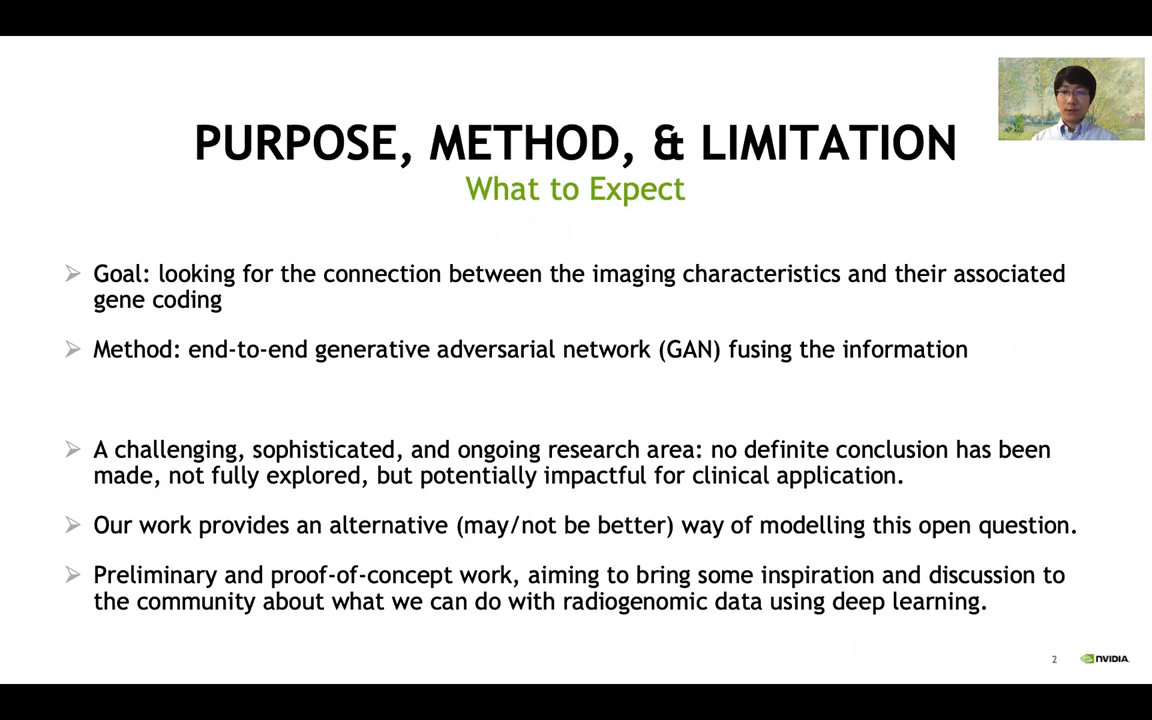 PURPOSE, METHOD, & LIMITATION
What to Expect
Goal: looking for the connection between the imaging characteristics and their associated
gene coding
Method: end-to-end generative adversarial network (GAN) fusing the information
A challenging, sophisticated, and ongoing research area: no definite conclusion has been
made, not fully explored, but potentially impactful for clinical application.
Our work provides an alternative (may/not be better) way of modelling this open question.
Preliminary and proof-of-concept work, aiming to bring some inspiration and discussion to
the community about what we can do with radiogenomic data using deep learning.
2
NVIDIA.